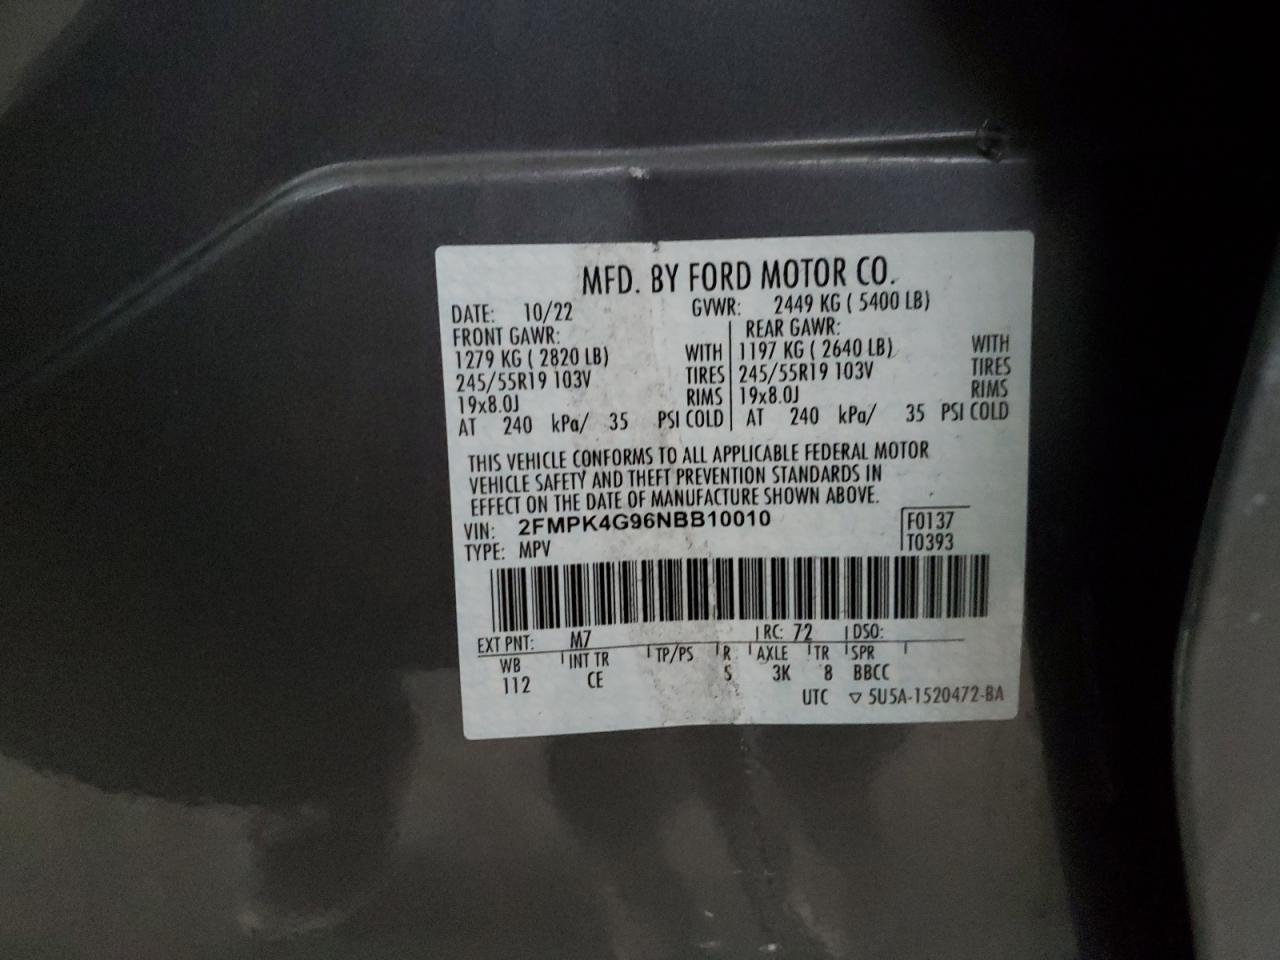 MFD. BY FORD MOTOR CO.
DATE: 10/22 GVWR: 2449 KG ( 5400 LB)
FRONT GAWR: REAR GAWR:
1279 KG ( 2820 LB) WITH 1197 KG ( 2640 LB) WITH
245/55R19 103V TIRES 245/55R19 103V TIRES
19x8.0J RIMS 19x8.0J RIMS
AT 240 kPa/ 35 PSI COLD AT 240 kPa/ 35 PSI COLD
THIS VEHICLE CONFORMS TO ALL APPLICABLE FEDERAL MOTOR
VEHICLE SAFETY AND THEFT PREVENTION STANDARDS IN
EFFECT ON THE DATE OF MANUFACTURE SHOWN ABOVE.
VIN: 2FMPK4G96NBB10010 F0137
TYPE: MPV T0393
EXT PNT: M7 RC: 72 DSO:
WB INT TR TP/PS R AXLE TR SPR
112 CE 5 3K 8 BBCC
UTC ▽ 5U5A-1520472-BA